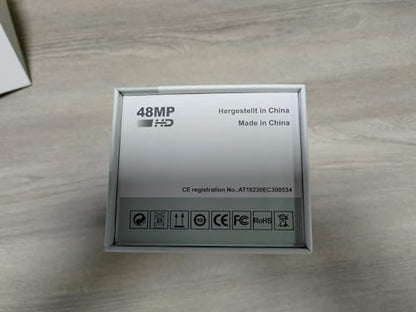 48MP
HD
Hergestellt in China
Made in China
CE registration No.:AT18230EC300534
CE FC RoHS